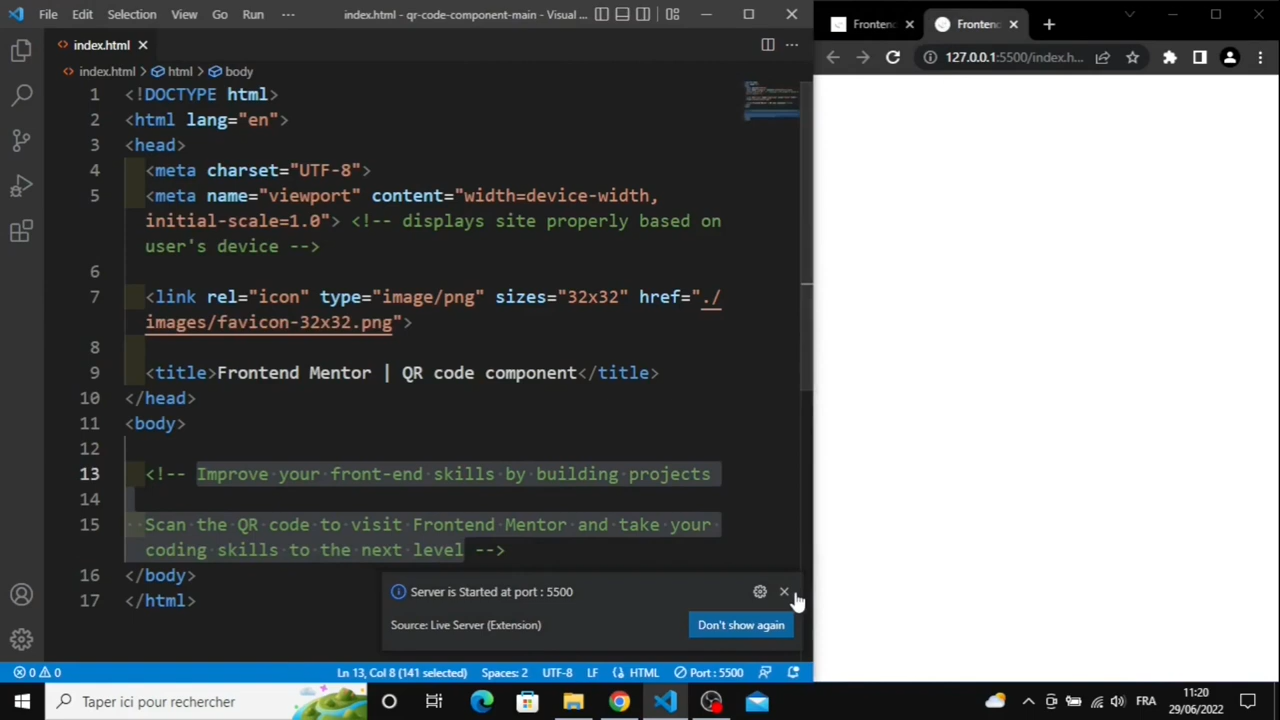 File Edit Selection View Go Run ··· index.html - qr-code-component-main - Visual ...
Frontend Frontend
index.html
127.0.0.1:5500/index.h...
index.html > html > body
1 <!DOCTYPE html>
2 <html lang="en">
3 <head>
4 <meta charset="UTF-8">
5 <meta name="viewport" content="width=device-width,
initial-scale=1.0"> <!-- displays site properly based on
user's device -->
6
7 <link rel="icon" type="image/png" sizes="32x32" href="./
images/favicon-32x32.png">
8
9 <title>Frontend Mentor | QR code component</title>
10 </head>
11 <body>
12
13 <!-- Improve your front-end skills by building projects
14
15 Scan the QR code to visit Frontend Mentor and take your
coding skills to the next level -->
16 </body>
17 </html>
Server is Started at port : 5500
Source: Live Server (Extension) Don't show again
0 0 Ln 13, Col 8 (141 selected) Spaces: 2 UTF-8 LF HTML Port : 5500
Taper ici pour rechercher
FRA
11:20
29/06/2022